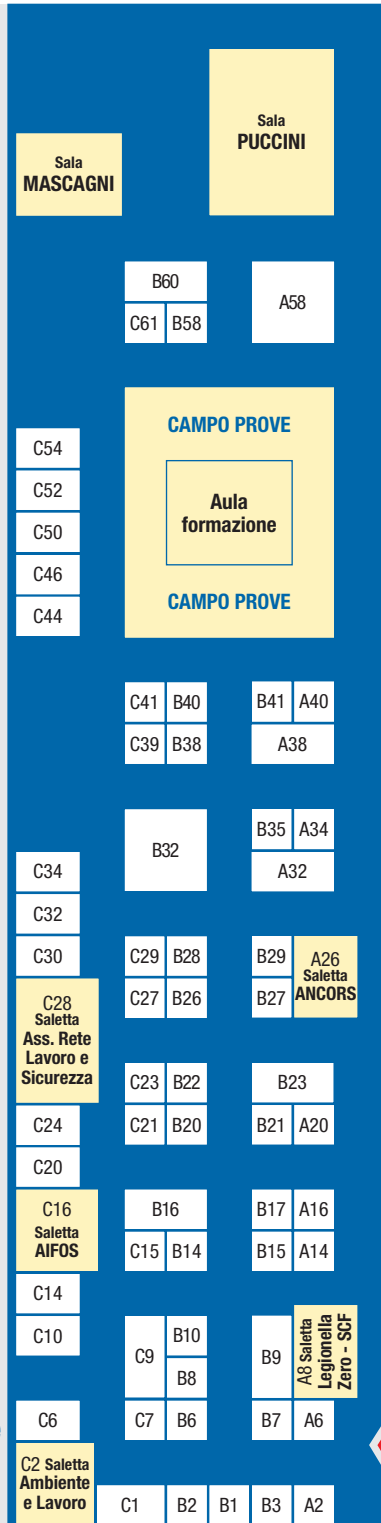 Sala
PUCCINI
Sala
MASCAGNI
B60
A58
C61 B58
CAMPO PROVE
C54
C52
Aula
formazione
C50
C46
CAMPO PROVE
C44
C41 B40 B41 A40
C39 B38 A38
B32
B35 A34
A32
C34
C32
C30
C29 B28 B29
A26
Saletta
ANCORS
C27 B26 B27
C28
Saletta
Ass. Rete
Lavoro e
Sicurezza
C23 B22 B23
C24
C21 B20 B21 A20
C20
C16
Saletta
AIFOS
B16 B17 A16
C15 B14 B15 A14
C14
C10
C9
B10
B8
B9
A8 Saletta
Legionella
Zero - SCF
C6 C7 B6 B7 A6
C2 Saletta
Ambiente
e Lavoro
C1 B2 B1 B3 A2